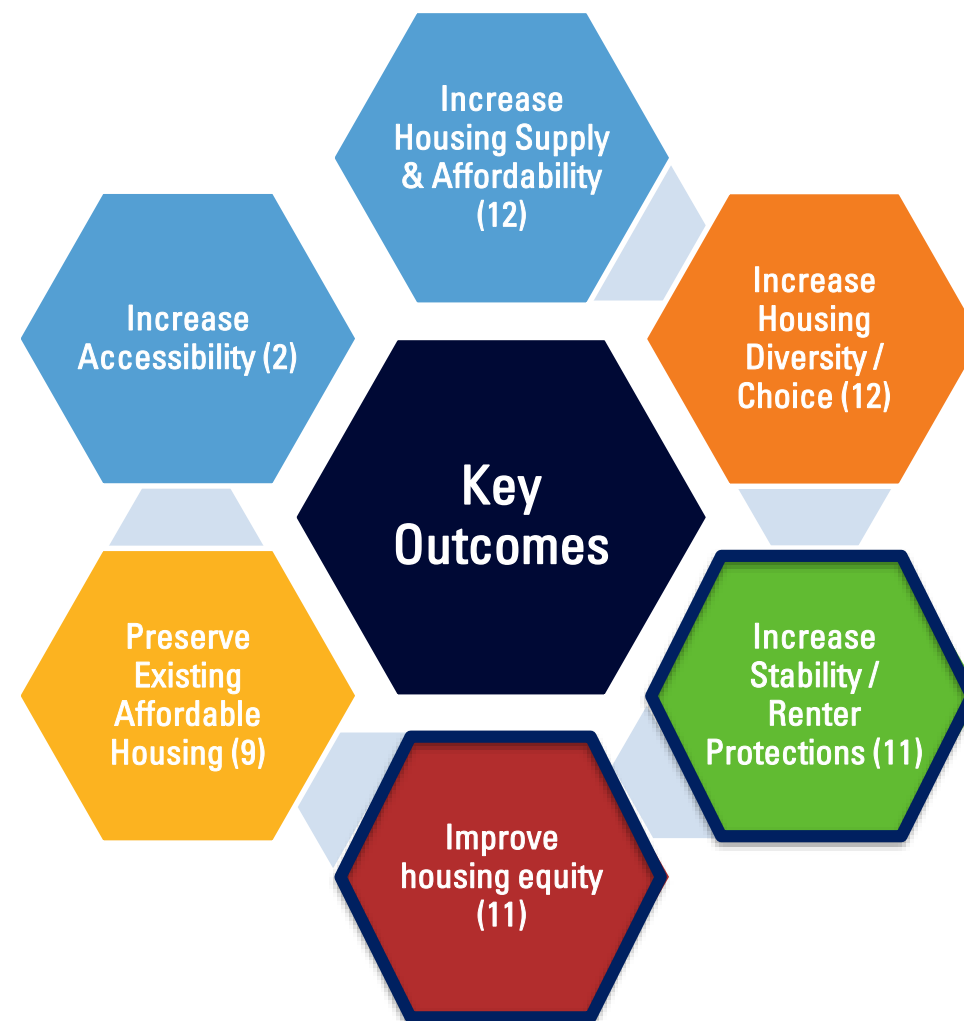 Increase
Housing Supply
& Affordability
(12)
Increase
Housing
Diversity /
Choice (12)
Increase
Stability /
Renter
Protections (11)
Improve
housing equity
(11)
Preserve
Existing
Affordable
Housing (9)
Increase
Accessibility (2)
Key
Outcomes